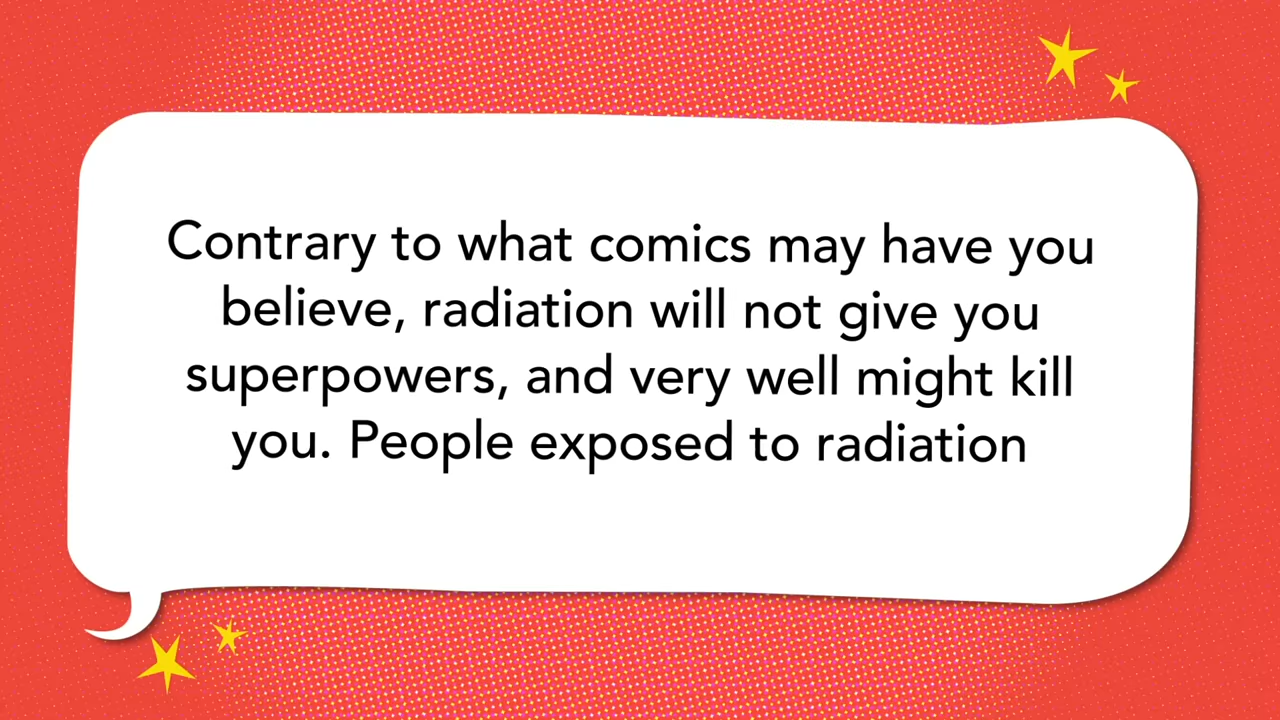 Contrary to what comics may have you
believe, radiation will not give you
superpowers, and very well might kill
you. People exposed to radiation